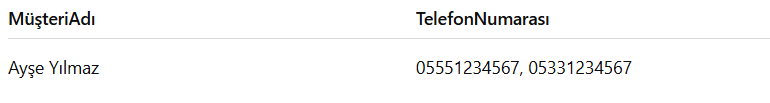 MüşteriAdı TelefonNumarası
Ayşe Yılmaz 05551234567, 05331234567